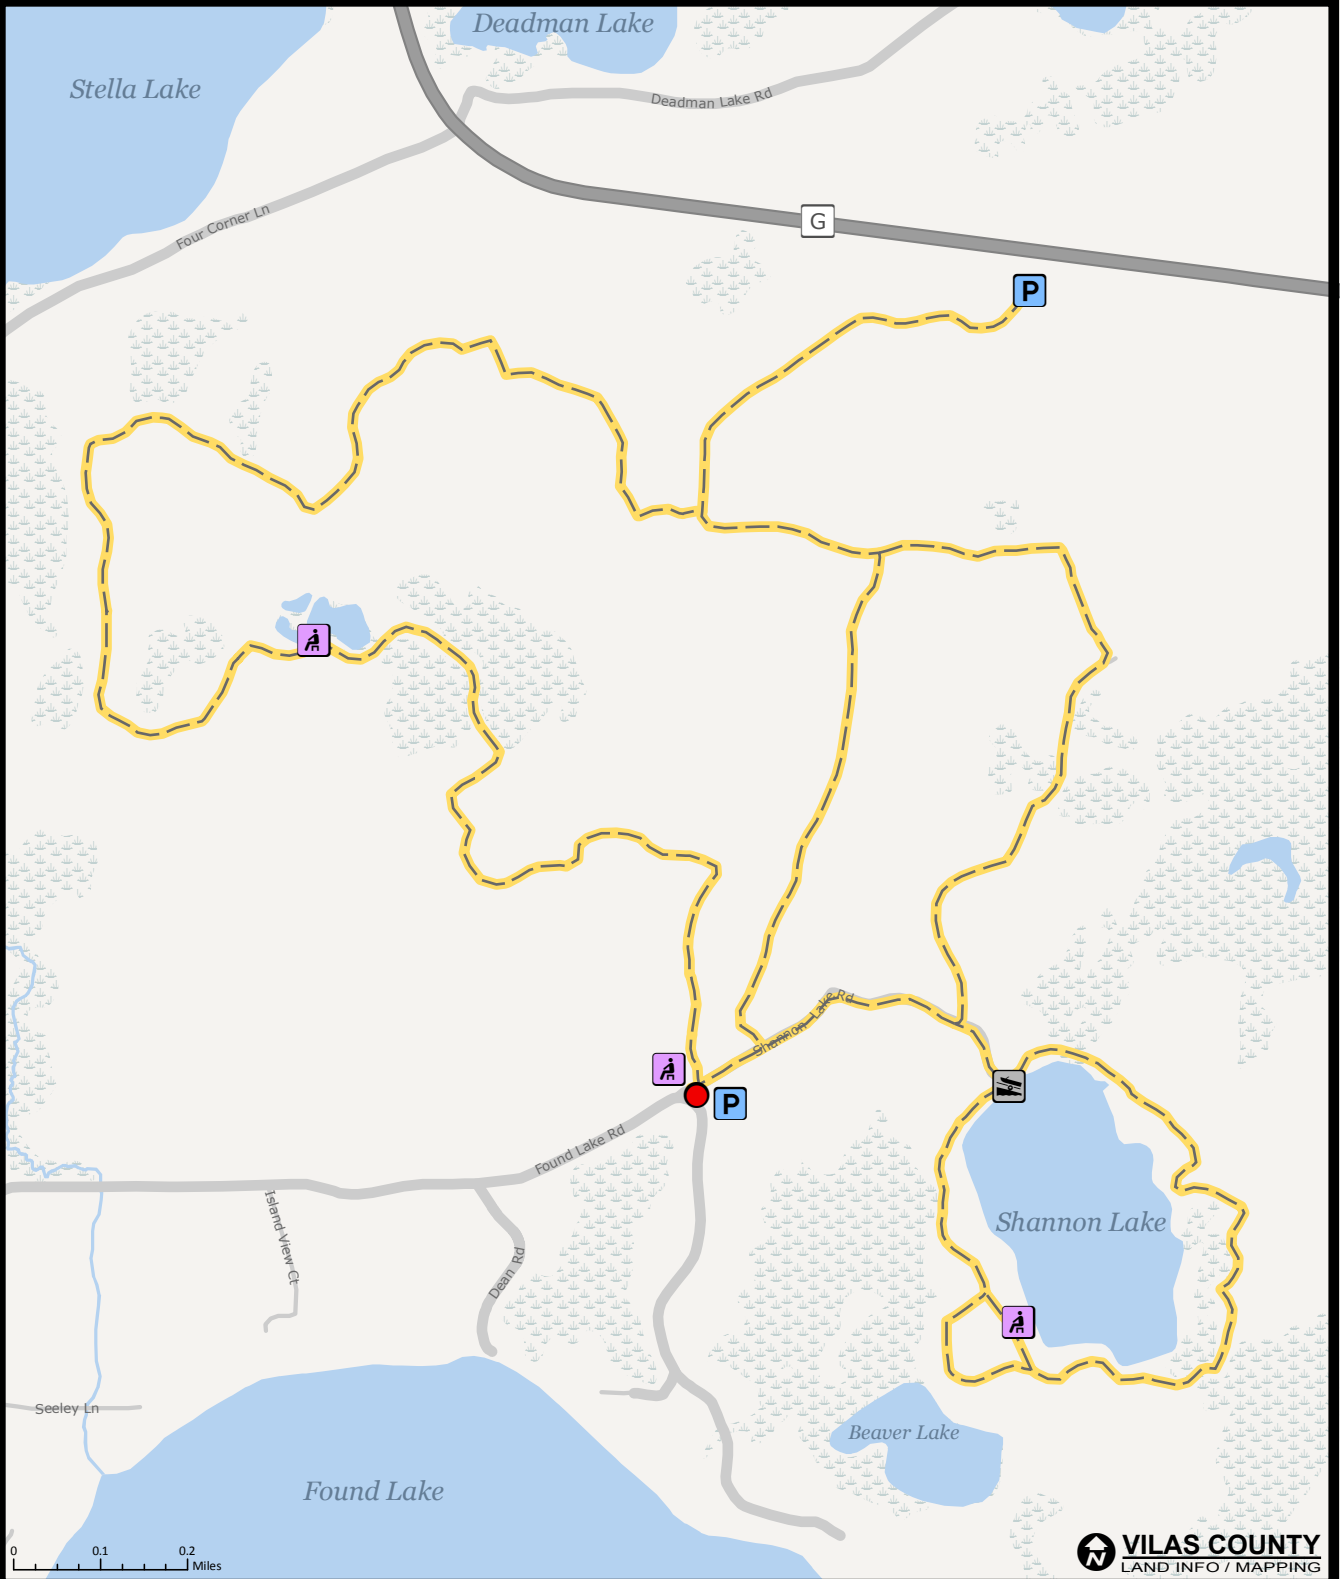 Deadman Lake
Stella Lake
Deadman Lake Rd
Four Corner Ln
G
P
Shannon Lake Rd
P
Found Lake Rd
Island View Ct
Shannon Lake
Dean Rd
Seeley Ln
Beaver Lake
Found Lake
0 0.1 0.2
Miles
N
VILAS COUNTY
LAND INFO / MAPPING